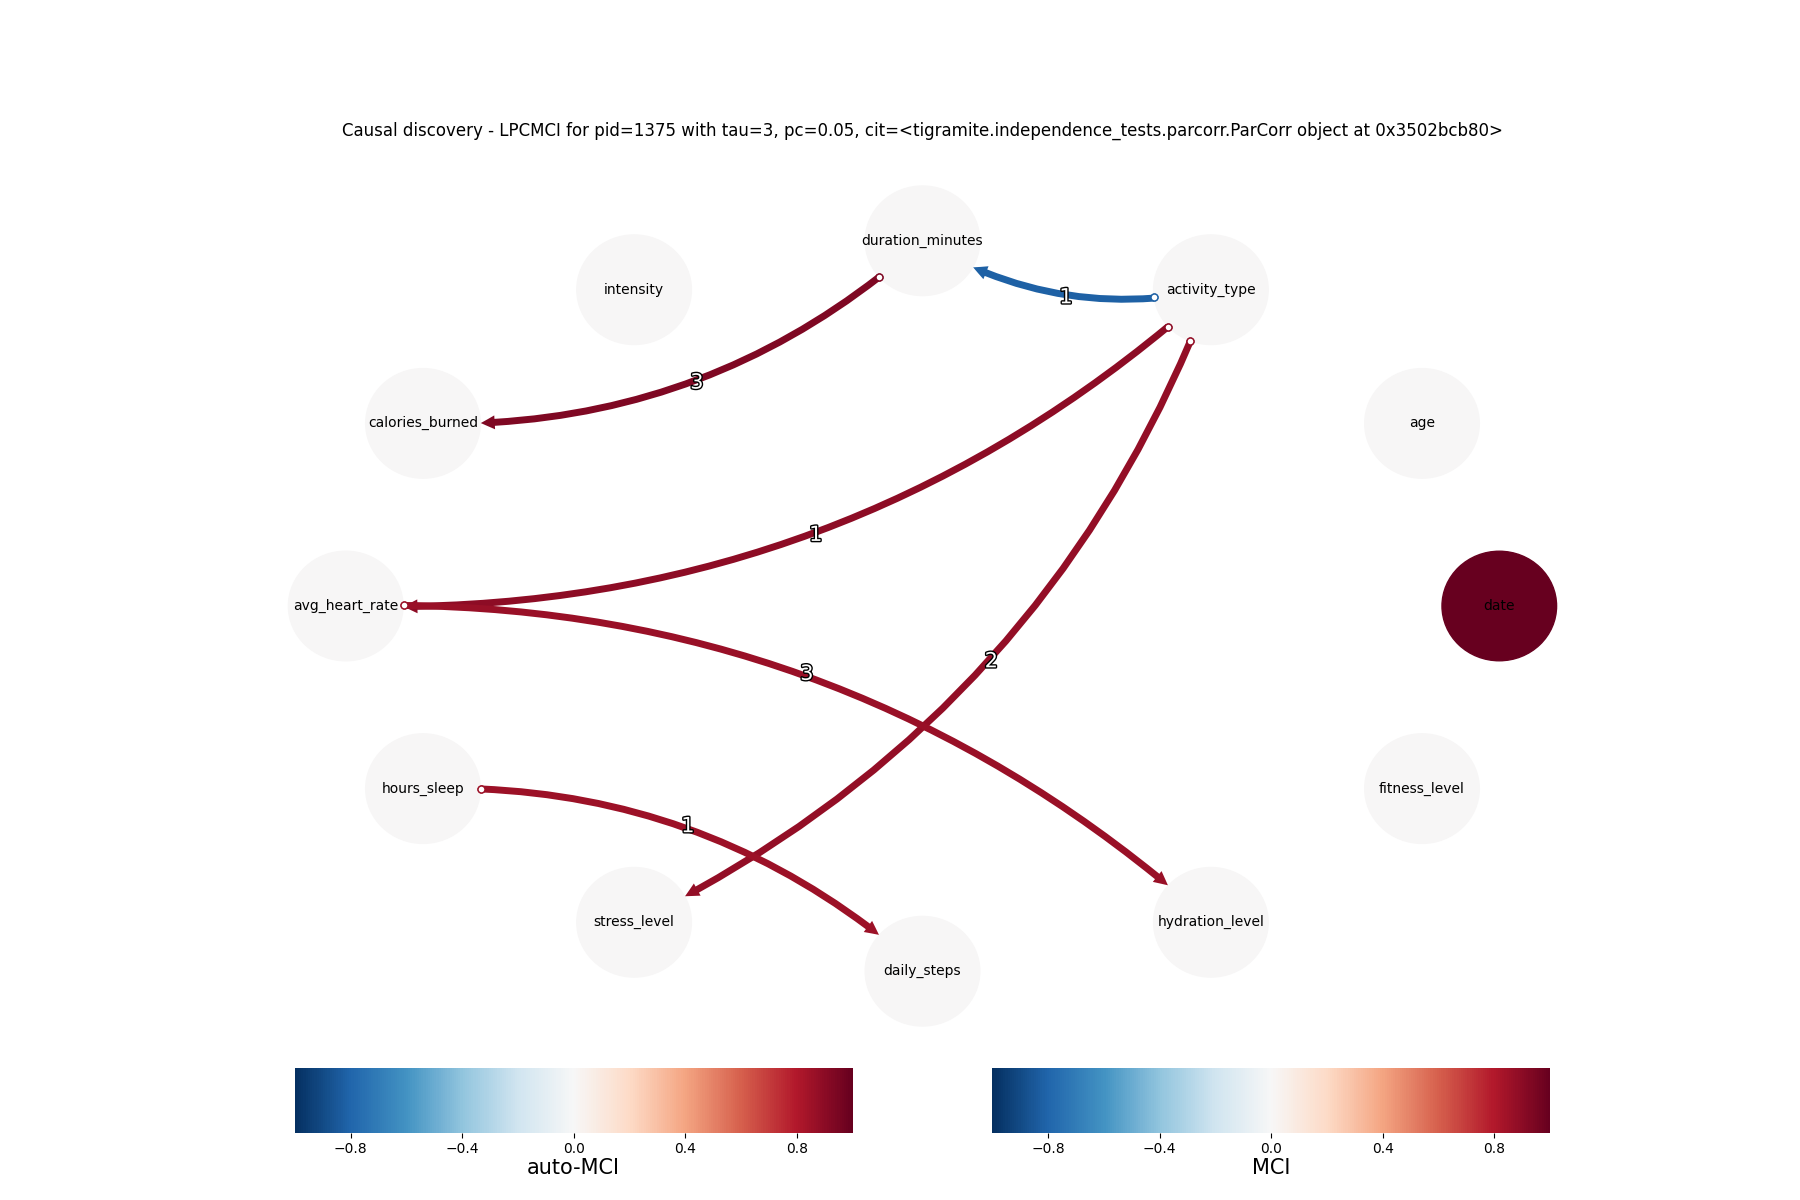 Causal discovery - LPCMCI for pid=1375 with tau=3, pc=0.05, cit=<tigramite.independence_tests.parcorr.ParCorr object at 0x3502bcb80>
duration_minutes
intensity
activity_type
1
3
calories_burned
age
1
avg_heart_rate
date
2
3
hours_sleep
fitness_level
1
stress_level
hydration_level
daily_steps
−0.8 −0.4 0.0 0.4 0.8
auto-MCI
−0.8 −0.4 0.0 0.4 0.8
MCI